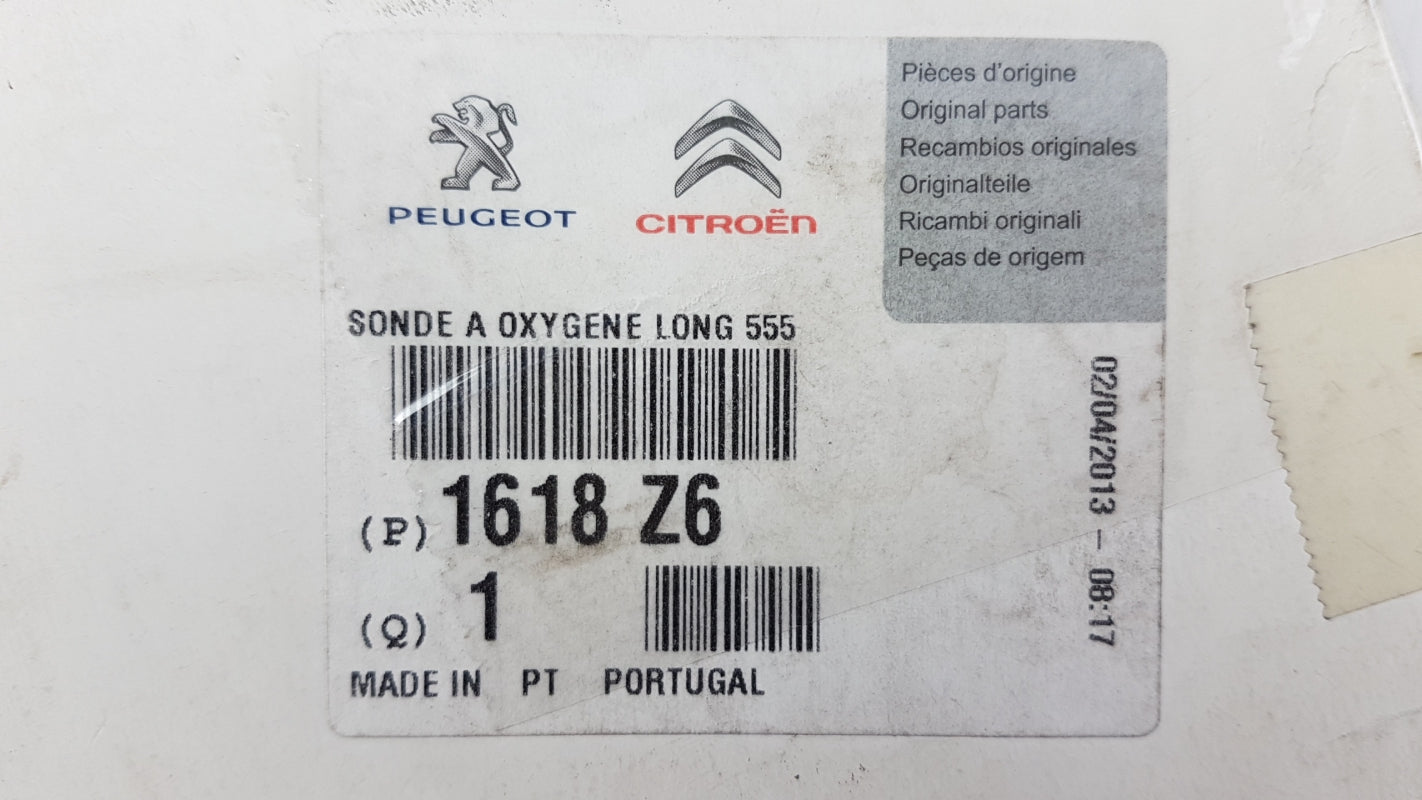 PEUGEOT
CITROËN
Pièces d'origine
Original parts
Recambios originales
Originalteile
Ricambi originali
Peças de origem
SONDE A OXYGENE LONG 555
(P) 1618 Z6
(Q) 1
MADE IN PT PORTUGAL
02/04/2013 – 08:17